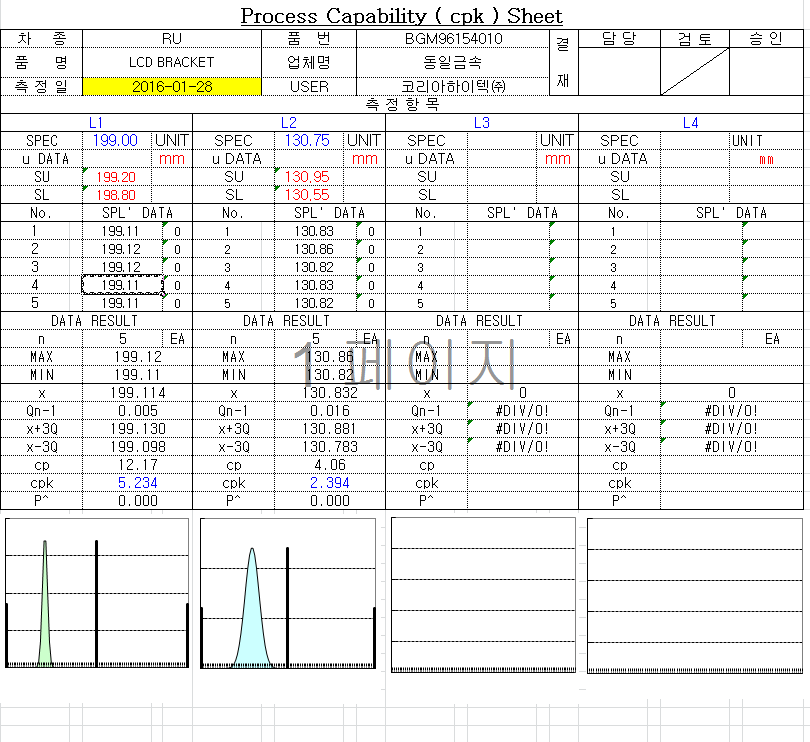 Process Capability ( cpk ) Sheet
차 종 RU 품 번 BGM96154010 결 재 담 당 검 토 승 인
품 명 LCD BRACKET 업체명 동일금속
측 정 일 2016-01-28 USER 코리아하이텍㈜
측 정 항 목
L1 L2 L3 L4
SPEC 199.00 UNIT SPEC 130.75 UNIT SPEC UNIT SPEC UNIT
u DATA mm u DATA mm u DATA mm u DATA mm
SU 199.20 SU 130.95 SU SU
SL 198.80 SL 130.55 SL SL
No. SPL' DATA No. SPL' DATA No. SPL' DATA No. SPL' DATA
1 199.11 0 1 130.83 0 1 1
2 199.12 0 2 130.86 0 2 2
3 199.12 0 3 130.82 0 3 3
4 199.11 0 4 130.83 0 4 4
5 199.11 0 5 130.82 0 5 5
DATA RESULT DATA RESULT DATA RESULT DATA RESULT
n 5 EA n 5 EA n EA n EA
MAX 199.12 MAX 130.86 MAX MAX
1 페이지
MIN 199.11 MIN 130.82 MIN MIN
x 199.114 x 130.832 x 0 x 0
Qn-1 0.005 Qn-1 0.016 Qn-1 #DIV/0! Qn-1 #DIV/0!
x+3Q 199.130 x+3Q 130.881 x+3Q #DIV/0! x+3Q #DIV/0!
x-3Q 199.098 x-3Q 130.783 x-3Q #DIV/0! x-3Q #DIV/0!
cp 12.17 cp 4.06 cp cp
cpk 5.234 cpk 2.394 cpk cpk
P^ 0.000 P^ 0.000 P^ P^